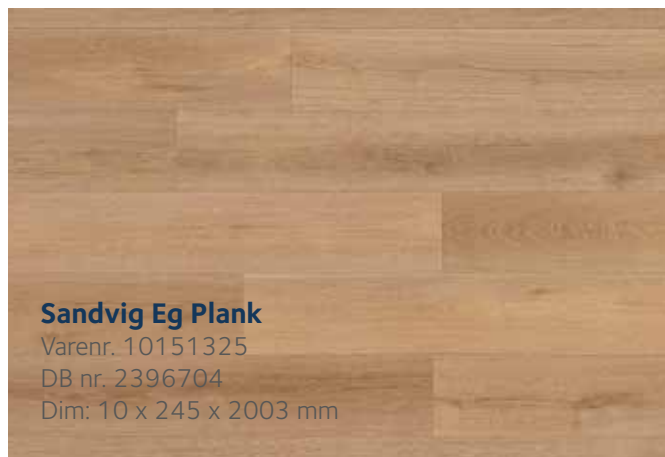 Sandvig Eg Plank
Varenr. 10151325
DB nr. 2396704
Dim: 10 x 245 x 2003 mm